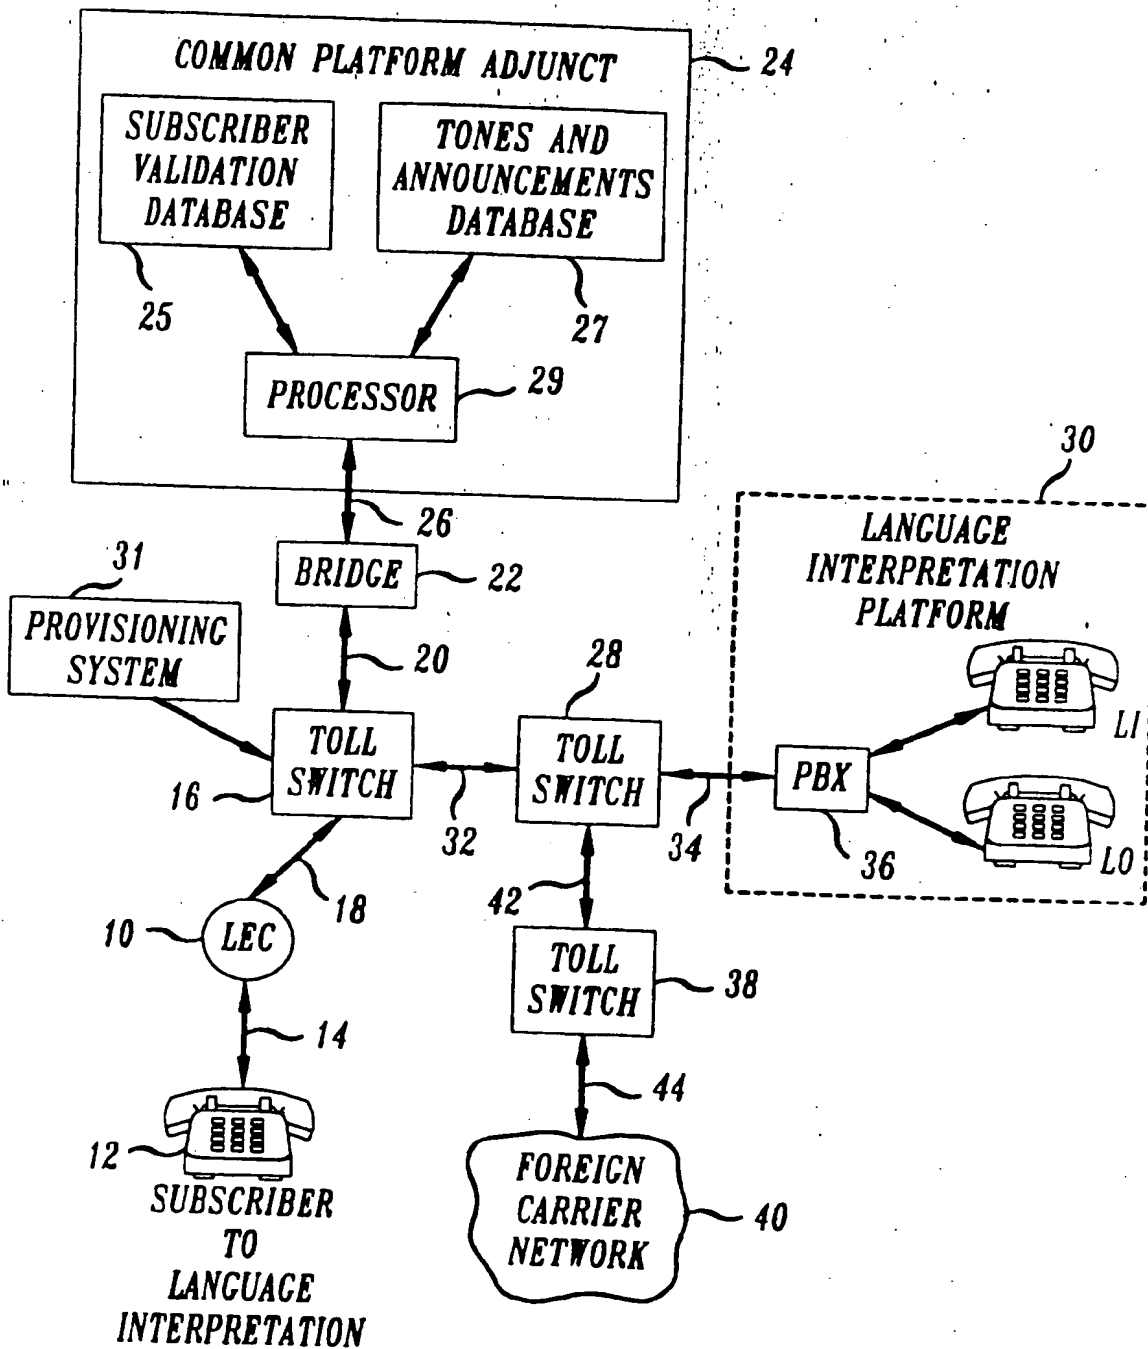 COMMON PLATFORM ADJUNCT
24
SUBSCRIBER
VALIDATION
DATABASE
TONES AND
ANNOUNCEMENTS
DATABASE
25
27
PROCESSOR
29
26
BRIDGE
22
20
31
PROVISIONING
SYSTEM
30
LANGUAGE
INTERPRETATION
PLATFORM
28
TOLL
SWITCH
16
TOLL
SWITCH
32
34
PBX
36
LI
LO
18
42
10
LEC
TOLL
SWITCH
38
14
44
12
SUBSCRIBER
TO
LANGUAGE
INTERPRETATION
FOREIGN
CARRIER
NETWORK
40